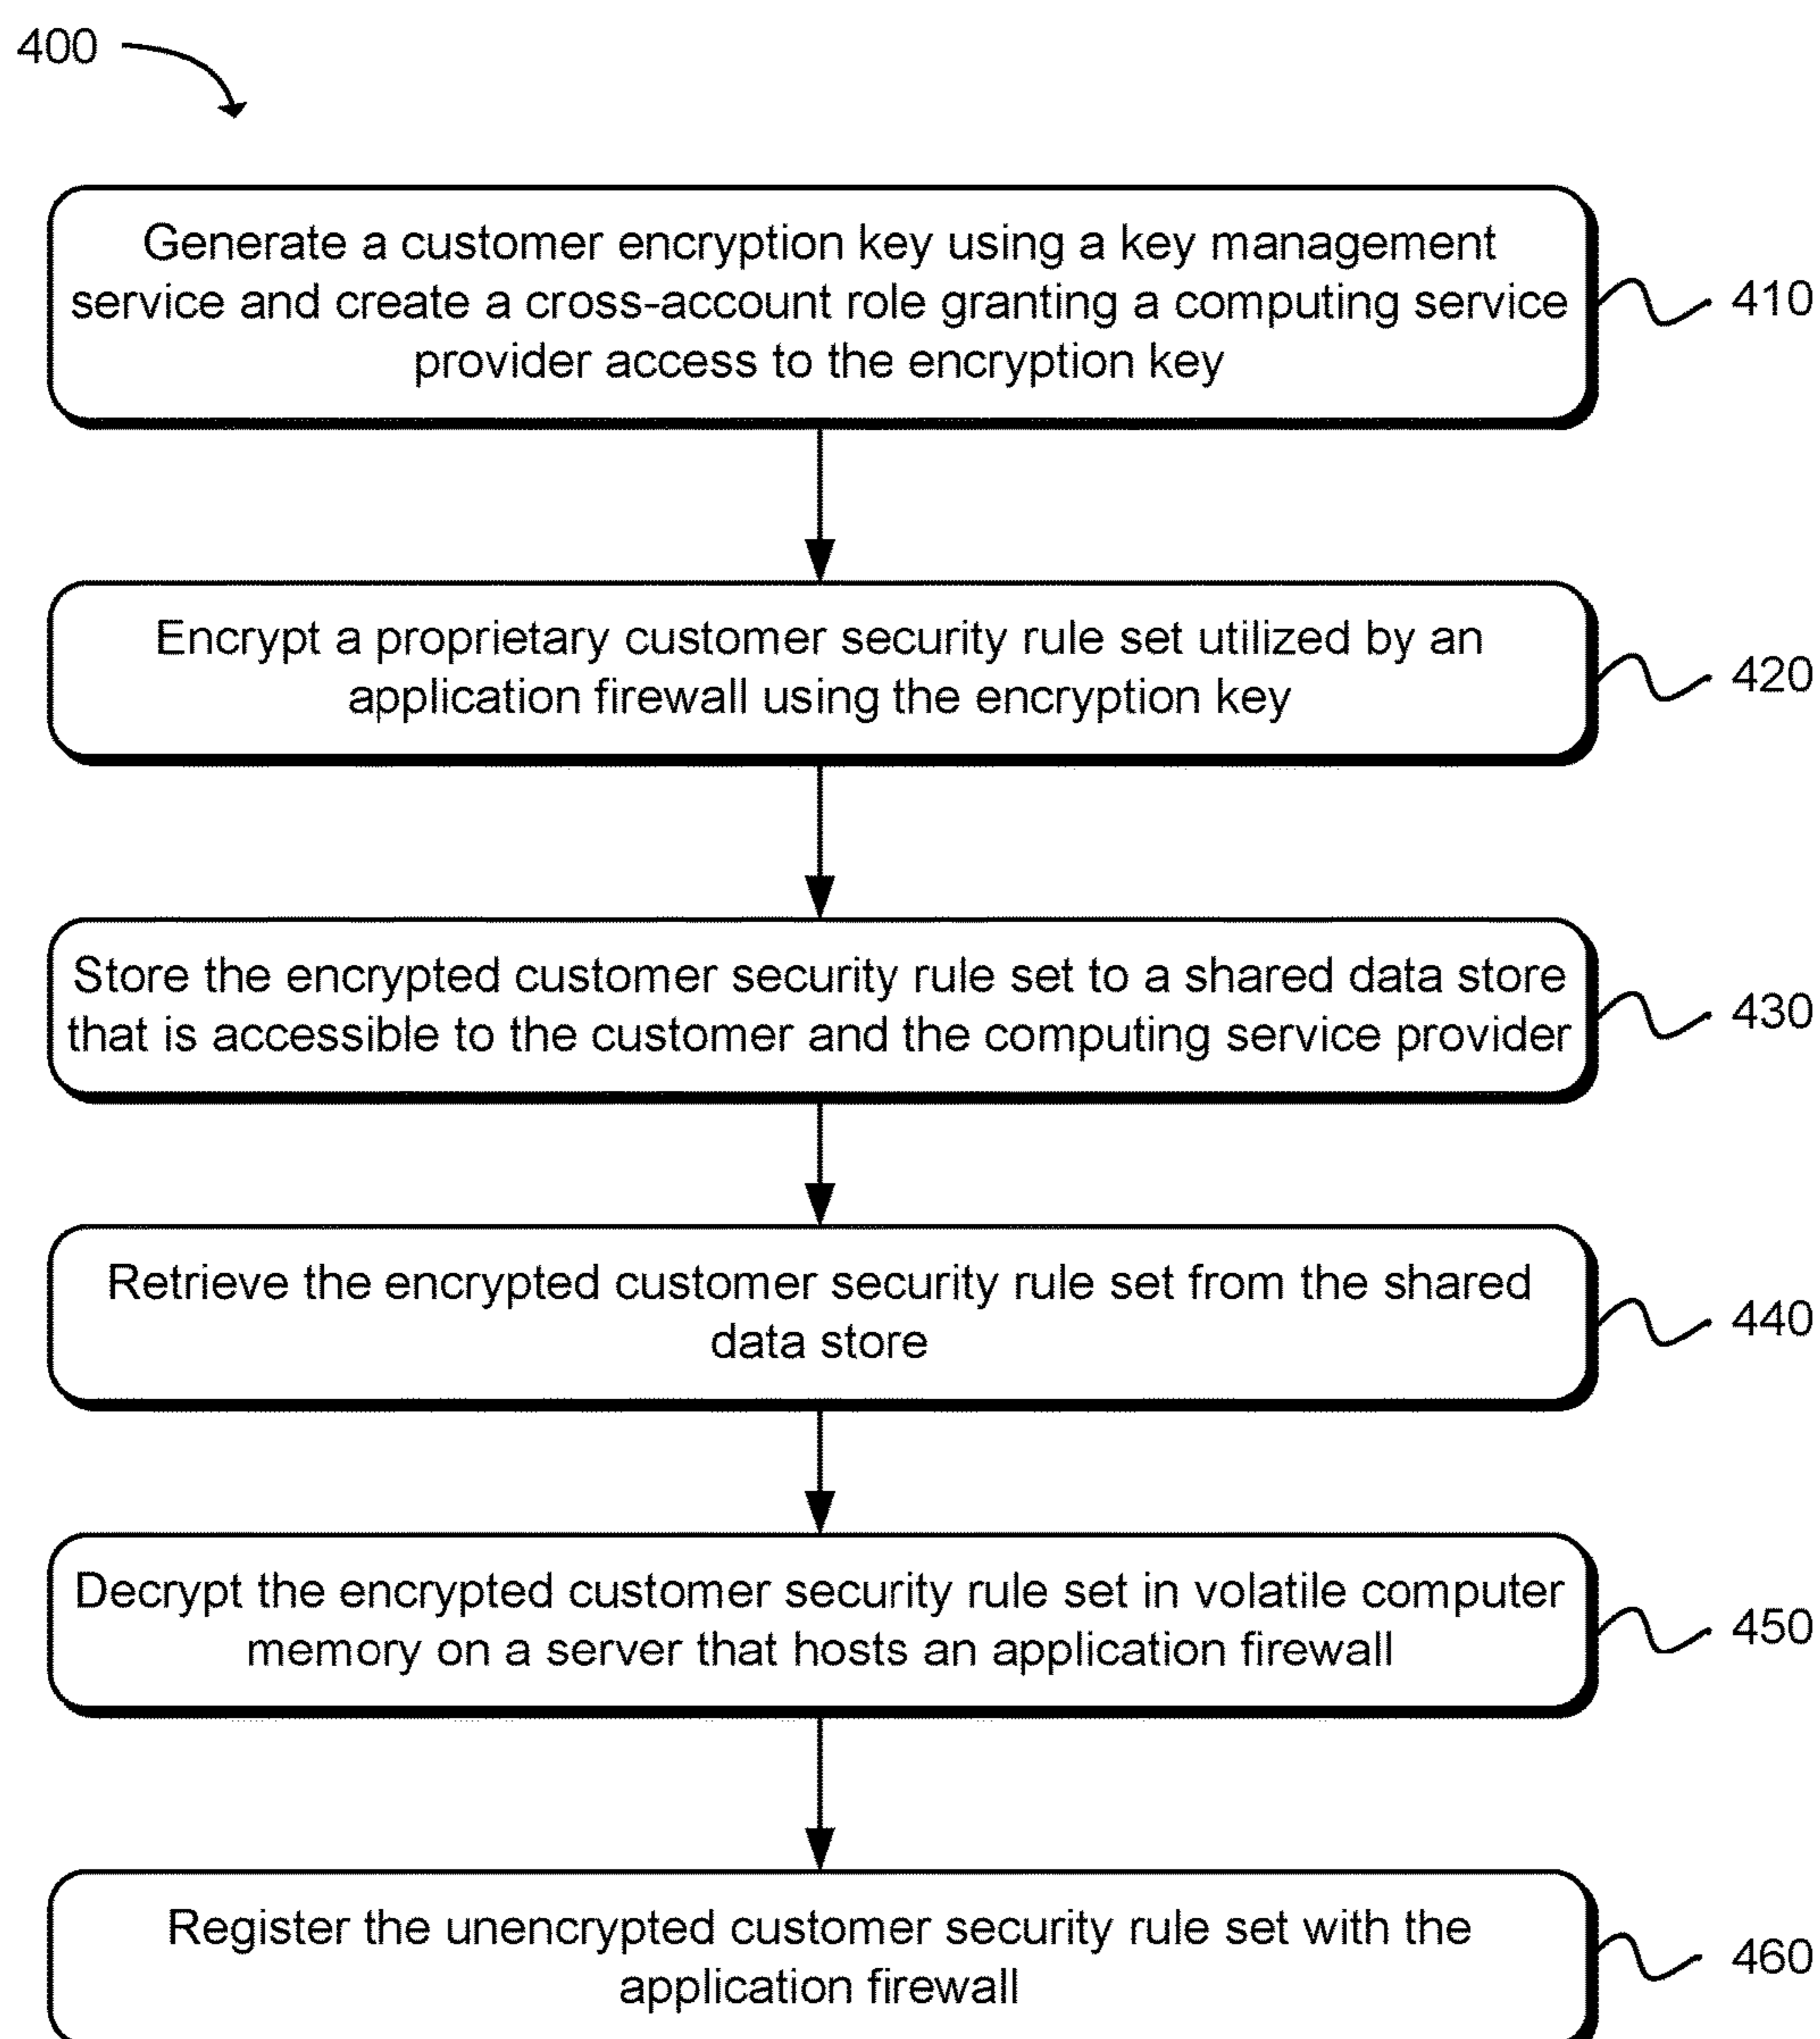 400
Generate a customer encryption key using a key management
service and create a cross-account role granting a computing service
provider access to the encryption key
410
Encrypt a proprietary customer security rule set utilized by an
application firewall using the encryption key
420
Store the encrypted customer security rule set to a shared data store
that is accessible to the customer and the computing service provider
430
Retrieve the encrypted customer security rule set from the shared
data store
440
Decrypt the encrypted customer security rule set in volatile computer
memory on a server that hosts an application firewall
450
Register the unencrypted customer security rule set with the
application firewall
460